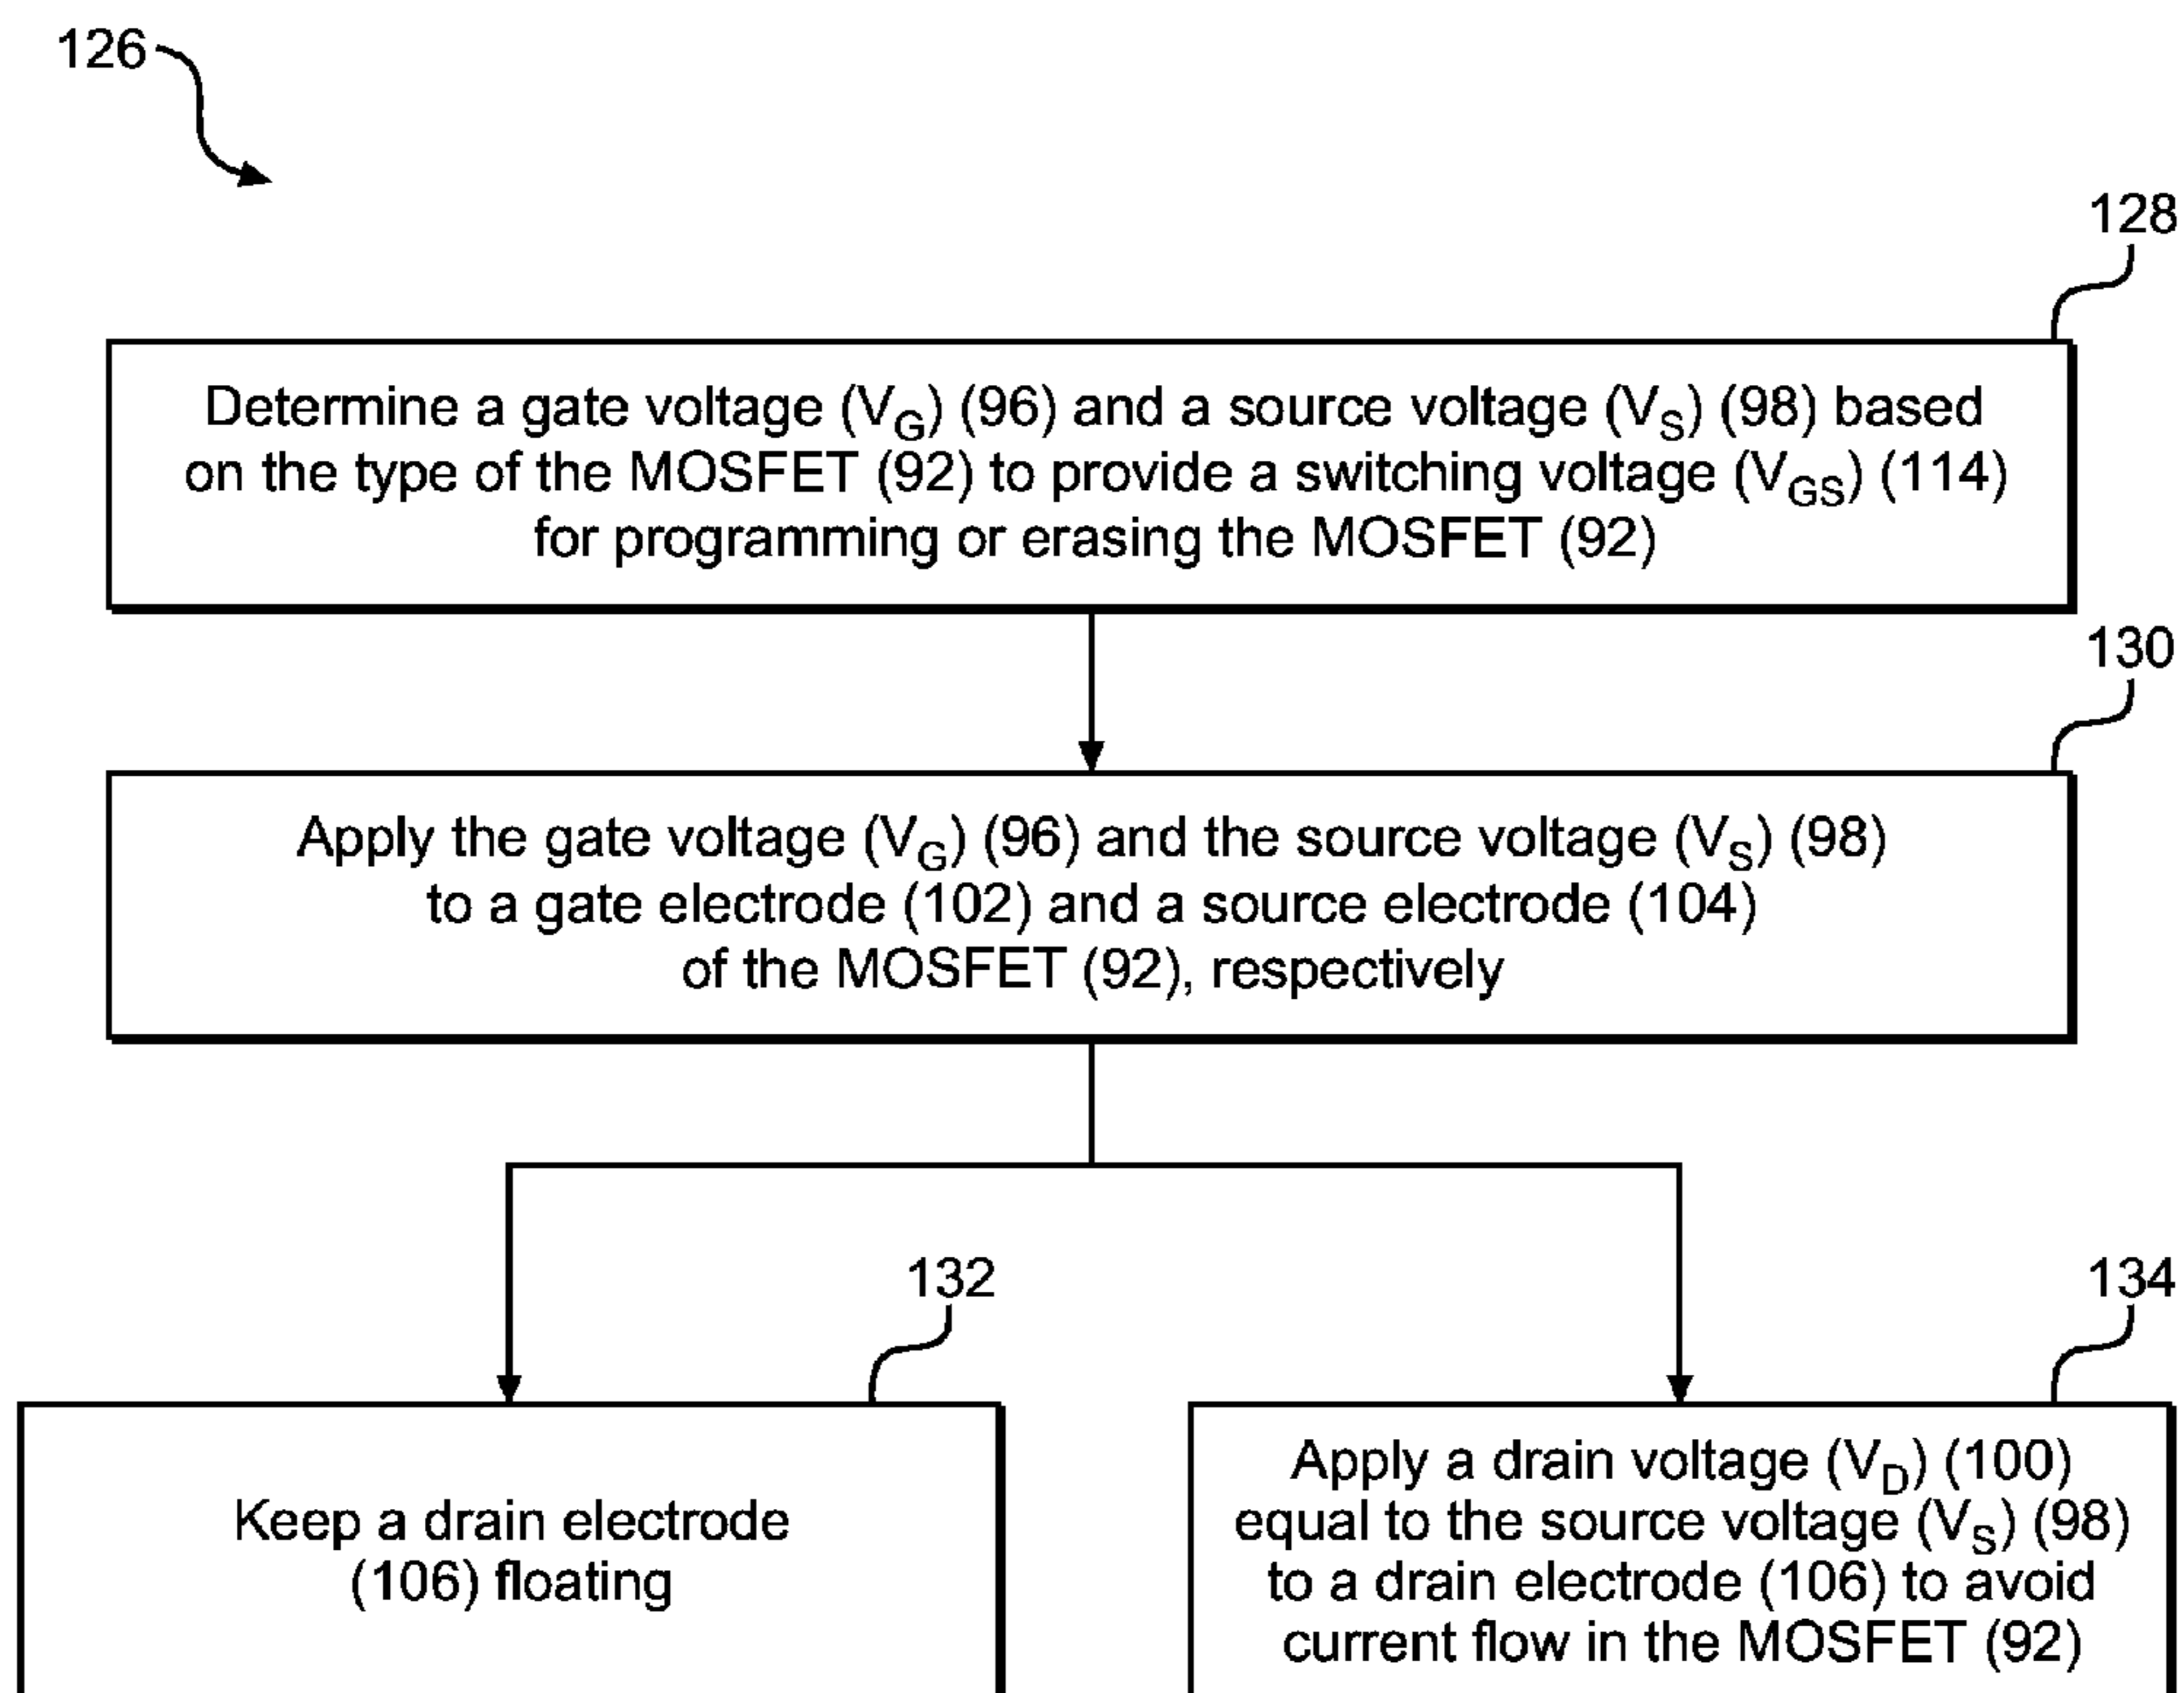 126
128
Determine a gate voltage (VG) (96) and a source voltage (VS) (98) based
on the type of the MOSFET (92) to provide a switching voltage (VGS) (114)
for programming or erasing the MOSFET (92)
130
Apply the gate voltage (VG) (96) and the source voltage (VS) (98)
to a gate electrode (102) and a source electrode (104)
of the MOSFET (92), respectively
132
Keep a drain electrode
(106) floating
134
Apply a drain voltage (VD) (100)
equal to the source voltage (VS) (98)
to a drain electrode (106) to avoid
current flow in the MOSFET (92)